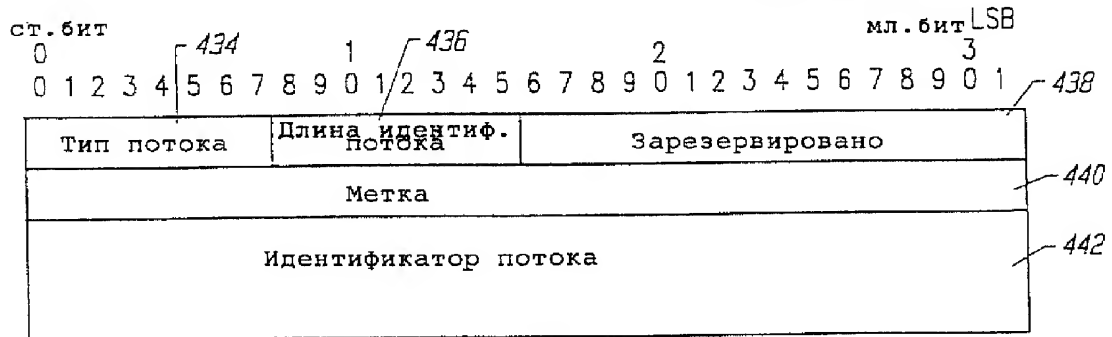 ст.бит мл.бит LSB
0 434 1 436 2 3
0 1 2 3 4 5 6 7 8 9 0 1 2 3 4 5 6 7 8 9 0 1 2 3 4 5 6 7 8 9 0 1 438
Тип потока Длина идентиф. потока Зарезервировано
Метка 440
Идентификатор потока 442